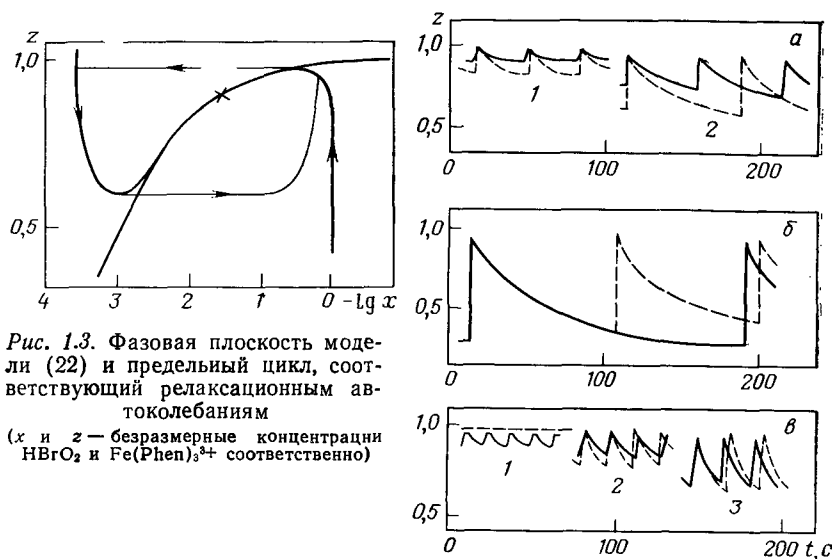 z
1,0
0,5
4
3
2
1
0
-lg x
Рис. 1.3. Фазовая плоскость моде-
ли (22) и предельный цикл, соот-
ветствующий релаксационным ав-
токолебаниям
(x и z — безразмерные концентрации
HBrO₂ и Fe(Phen)₃³⁺ соответственно)
z
1,0
0,5
a
1
2
0
100
200
1,0
0,5
б
0
100
200
1,0
0,5
в
1
2
3
0
100
200 t,c